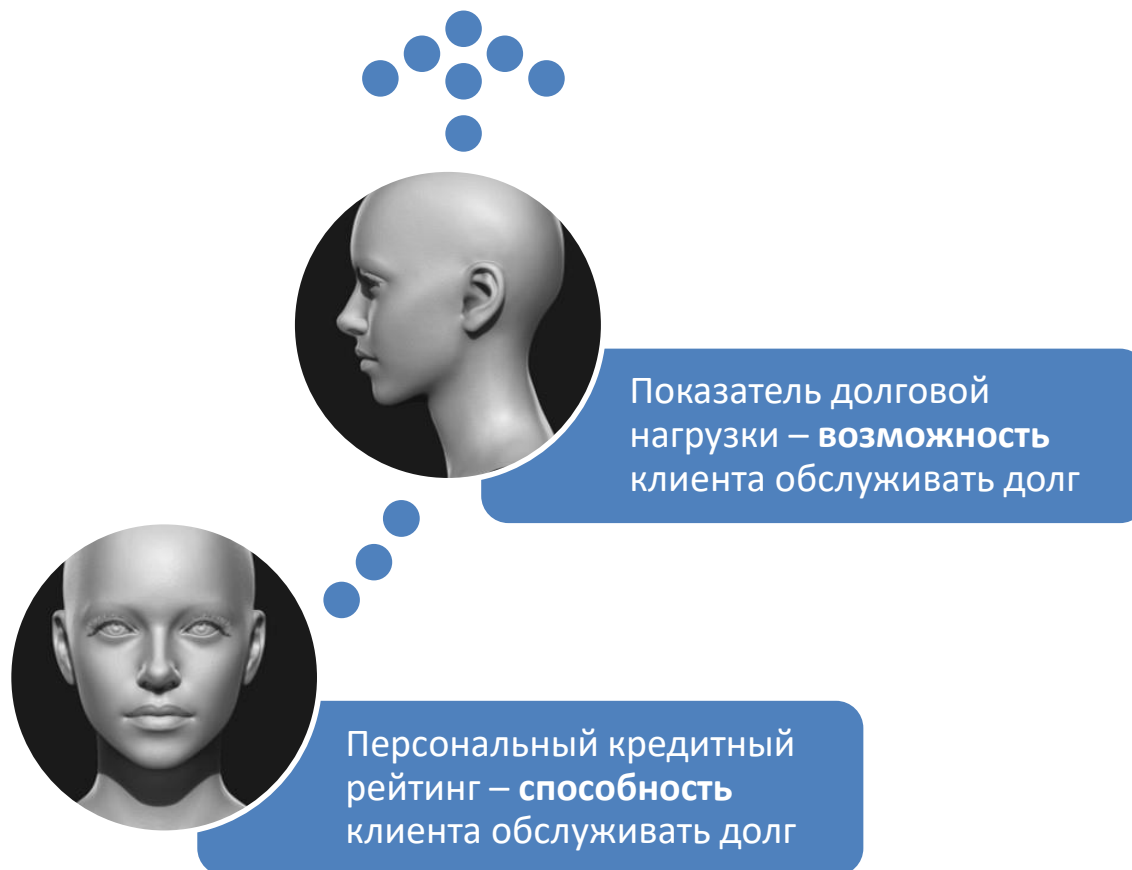 Показатель долговой
нагрузки – возможность
клиента обслуживать долг
Персональный кредитный
рейтинг – способность
клиента обслуживать долг